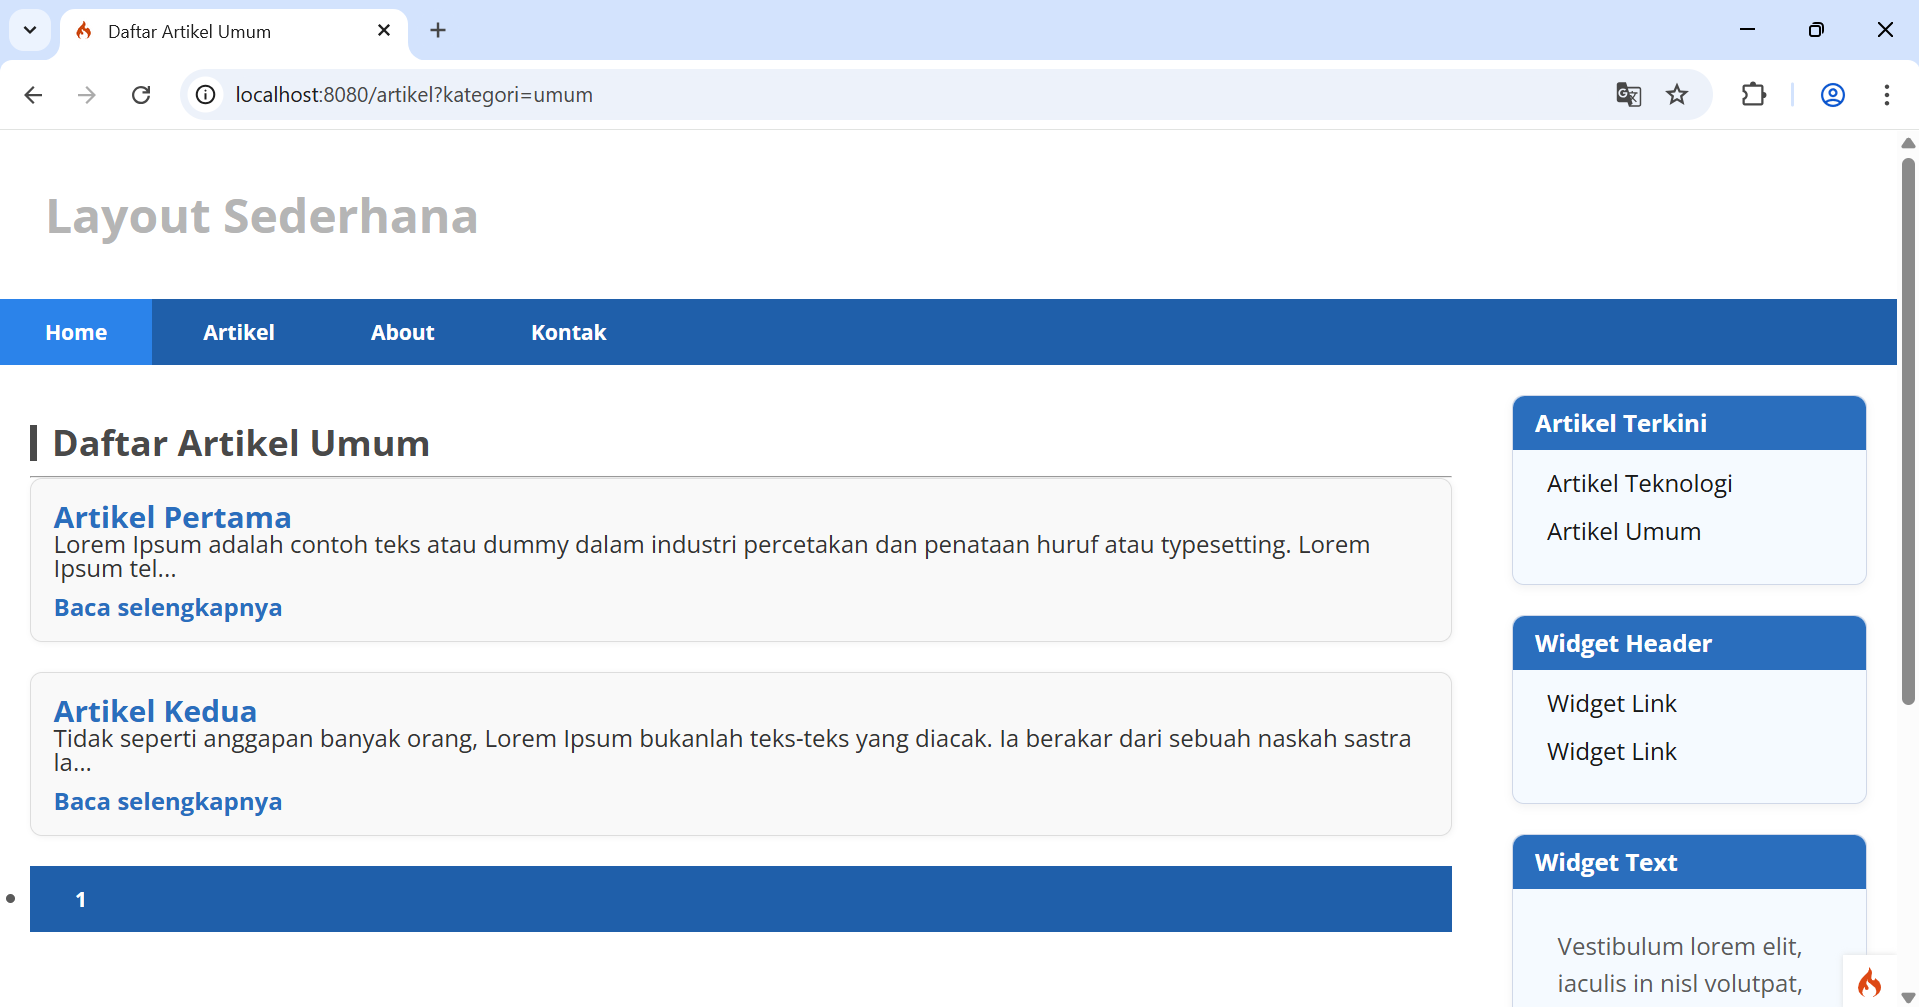 Daftar Artikel Umum
localhost:8080/artikel?kategori=umum
Layout Sederhana
Home Artikel About Kontak
Daftar Artikel Umum
Artikel Pertama
Lorem Ipsum adalah contoh teks atau dummy dalam industri percetakan dan penataan huruf atau typesetting. Lorem
Ipsum tel...
Baca selengkapnya
Artikel Kedua
Tidak seperti anggapan banyak orang, Lorem Ipsum bukanlah teks-teks yang diacak. Ia berakar dari sebuah naskah sastra
la...
Baca selengkapnya
1
Artikel Terkini
Artikel Teknologi
Artikel Umum
Widget Header
Widget Link
Widget Link
Widget Text
Vestibulum lorem elit,
iaculis in nisl volutpat,